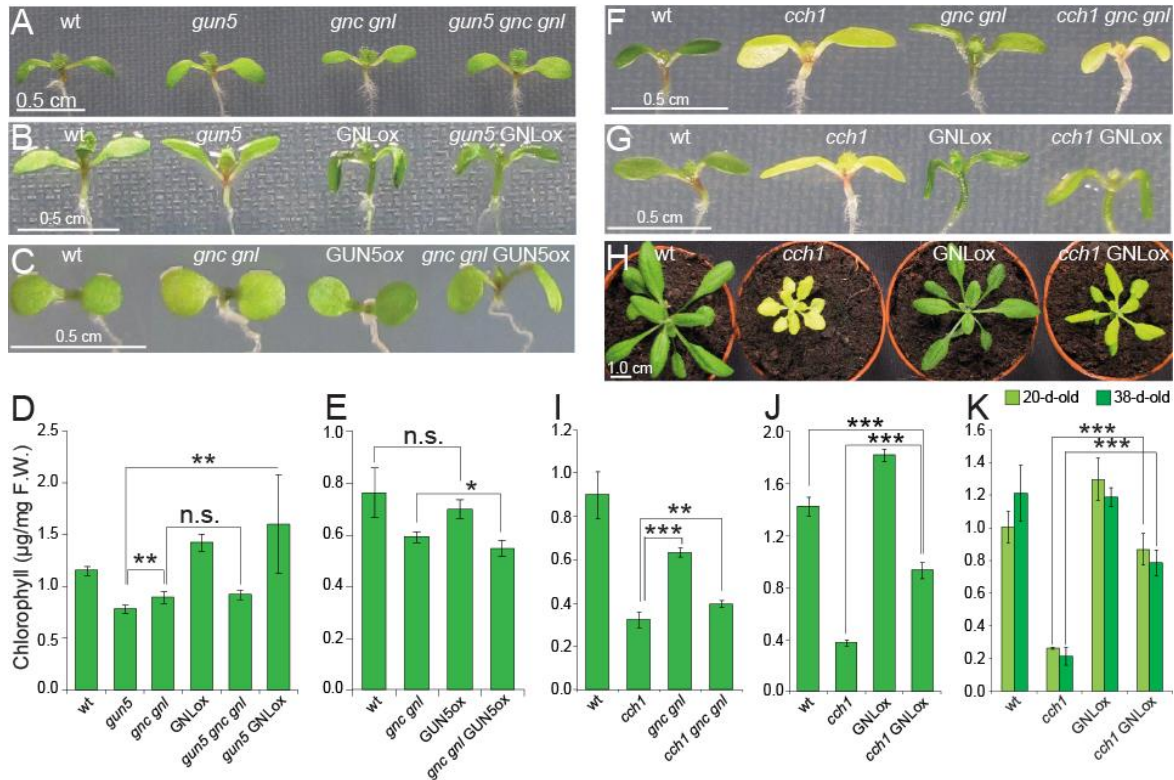 A wt gun5 gnc gnl gun5 gnc gnl
0.5 cm
B wt gun5 GNLox gun5 GNLox
0.5 cm
C wt gnc gnl GUN5ox gnc gnl GUN5ox
0.5 cm
F wt cch1 gnc gnl cch1 gnc gnl
0.5 cm
G wt cch1 GNLox cch1 GNLox
0.5 cm
H wt cch1 GNLox cch1 GNLox
1.0 cm
D
Chlorophyll (µg/mg F.W.)
2.5
2.0
1.5
1.0
0.5
0.0
**
n.s.
**
wt gun5 gnc gnl GNLox gun5 gnc gnl gun5 GNLox
E
1.0
0.8
0.6
0.4
0.2
0.0
n.s.
*
wt gnc gnl GUN5ox gnc gnl GUN5ox
I
1.2
1.0
0.8
0.6
0.4
0.2
0.0
**
***
wt cch1 gnc gnl cch1 gnc gnl
J
2.0
1.6
1.2
0.8
0.4
0.0
***
***
wt cch1 GNLox cch1 GNLox
20-d-old 38-d-old
K
1.6
1.4
1.2
1.0
0.8
0.6
0.4
0.2
0.0
***
***
wt cch1 GNLox cch1 GNLox